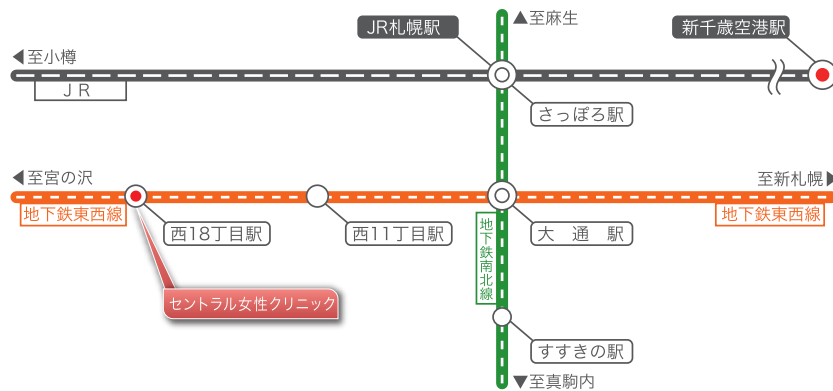 ▲至麻生
JR札幌駅
新千歳空港駅
◀至小樽
JR
さっぽろ駅
◀至宮の沢
至新札幌▶
地下鉄東西線
西18丁目駅
西11丁目駅
地下鉄南北線
大通駅
地下鉄東西線
セントラル女性クリニック
すすきの駅
▼至真駒内